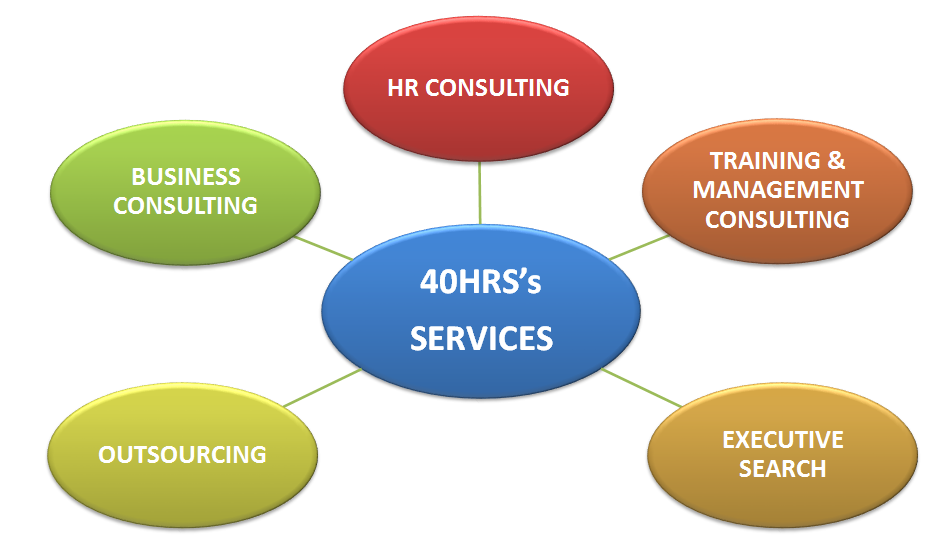 HR CONSULTING
BUSINESS
CONSULTING
TRAINING &
MANAGEMENT
CONSULTING
40HRS’s
SERVICES
OUTSOURCING
EXECUTIVE
SEARCH